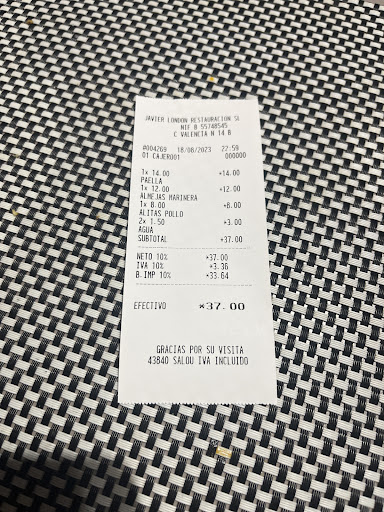 JAVIER LONDON RESTAURACION SL
NIF B 55748545
C VALENCIA N 14 B
#004269 18/08/2023 22:59
01 CAJERO01 000000
1x 14.00 *14.00
PAELLA
1x 12.00 *12.00
ALMEJAS MARINERA
1x 8.00 *8.00
ALITAS POLLO
2x 1.50 *3.00
AGUA
SUBTOTAL *37.00
NETO 10% *37.00
IVA 10% *3.36
B.IMP 10% *33.64
EFECTIVO *37.00
GRACIAS POR SU VISITA
43840 SALOU IVA INCLUIDO